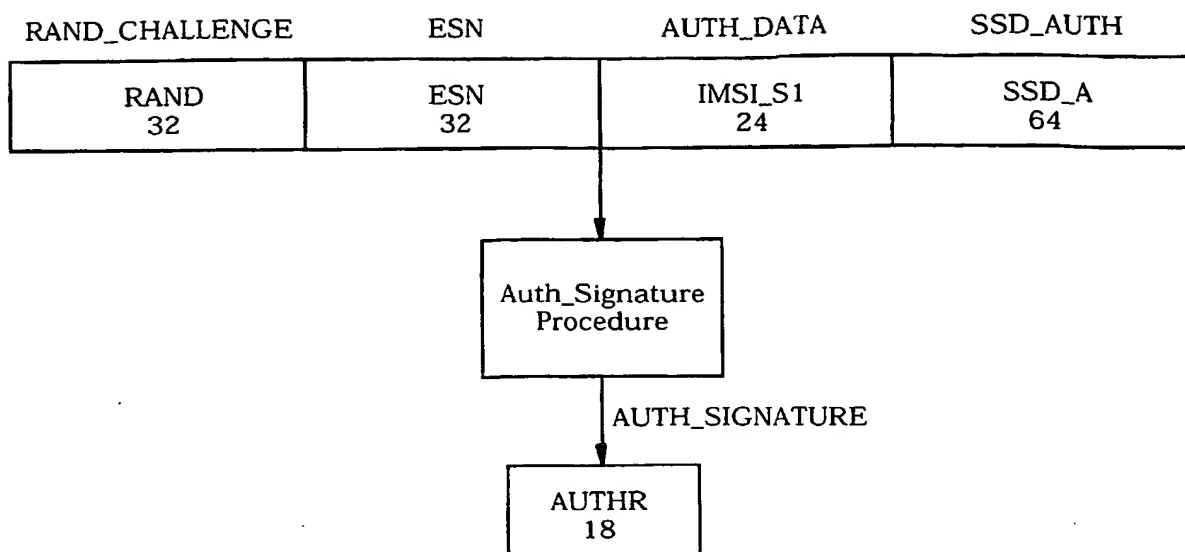 RAND_CHALLENGE ESN AUTH_DATA SSD_AUTH
RAND ESN IMSI_S1 SSD_A
32 32 24 64
Auth_Signature
Procedure
AUTH_SIGNATURE
AUTHR
18